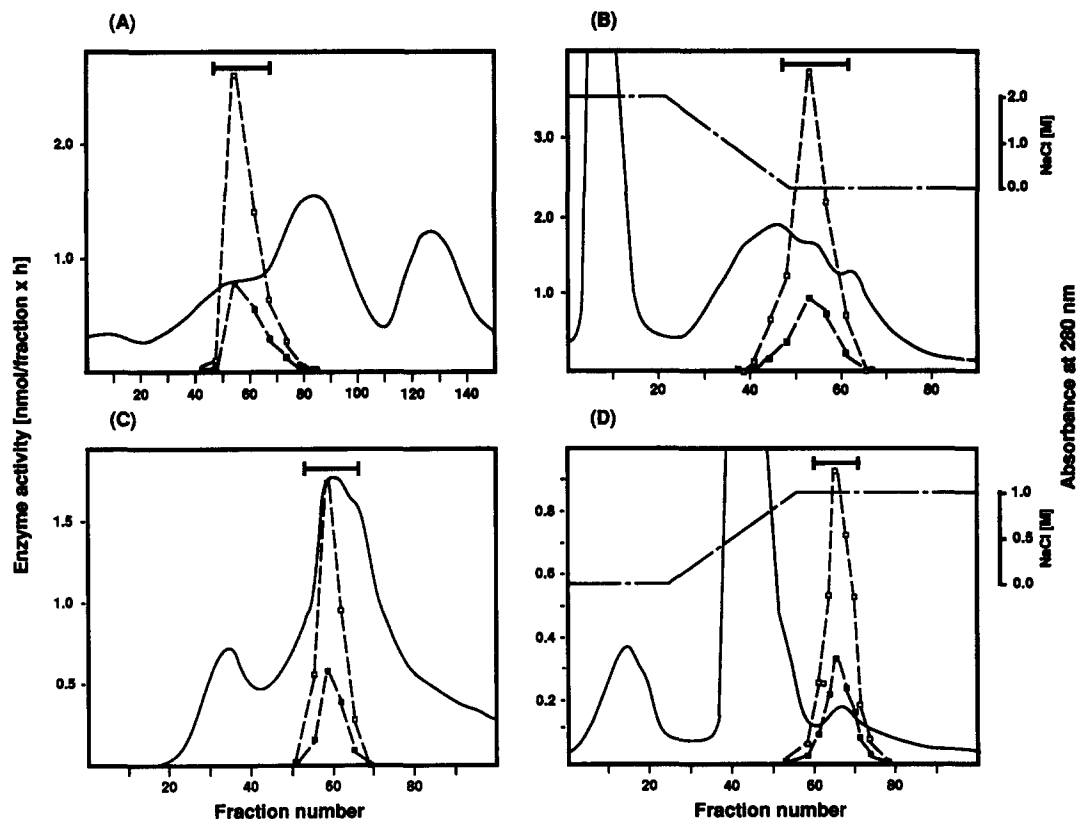 (A)
(B)
Enzyme activity [nmol/fraction x h]
2.0
1.0
20 40 60 80 100 120 140
3.0
2.0
1.0
20 40 60 80
2.0
1.0
0.0
NaCl [M]
Absorbance at 280 nm
(C)
(D)
1.5
1.0
0.5
20 40 60 80
Fraction number
0.8
0.6
0.4
0.2
20 40 60 80
Fraction number
1.0
0.5
0.0
NaCl [M]